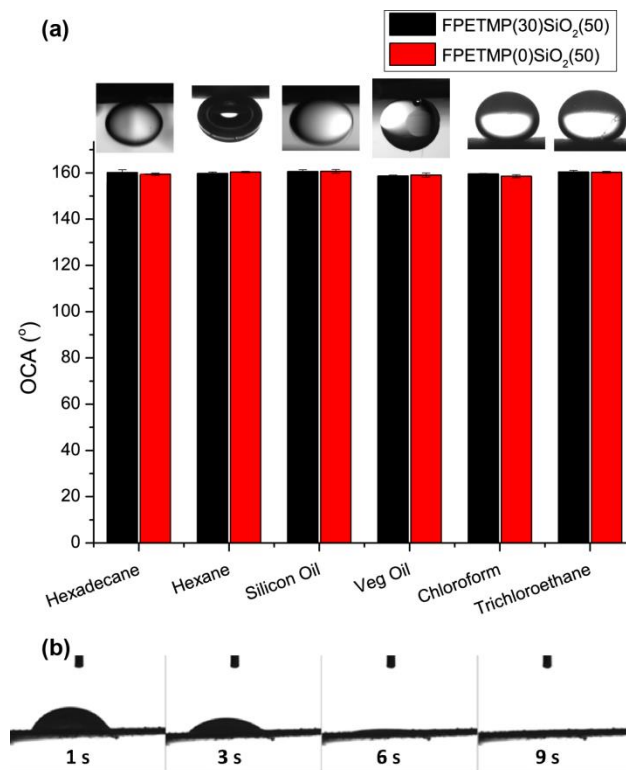 (a)
FPETMP(30)SiO₂(50)
FPETMP(0)SiO₂(50)
160
140
120
100
80
60
40
20
0
OCA (°)
Hexadecane
Hexane
Silicon Oil
Veg Oil
Chloroform
Trichloroethane
(b)
1 s
3 s
6 s
9 s